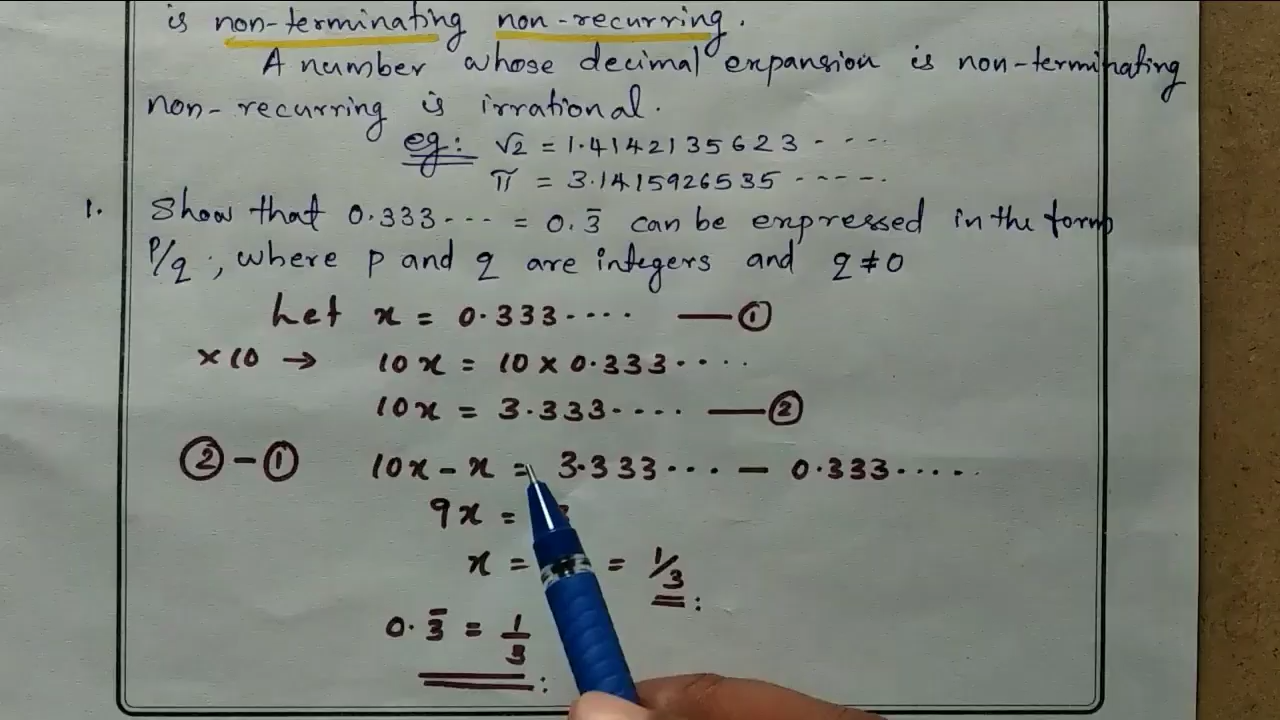 is non-terminating non-recurring.
A number whose decimal expansion is non-terminating
non-recurring is irrational.
eg: √2 = 1.41421356 23 - - - -.
π = 3.1415926535 - - - - -.
1. Show that 0.333--- = 0.3̄ can be expressed in the form
P/q ., where p and q are integers and q ≠ 0
Let x = 0.333.... —①
×10 → 10x = 10 × 0.333....
10x = 3.333.... —②
②-① 10x - x = 3.333... — 0.333.....
9x =
x = = 1/3 :
0.3̄ = 1/3 :